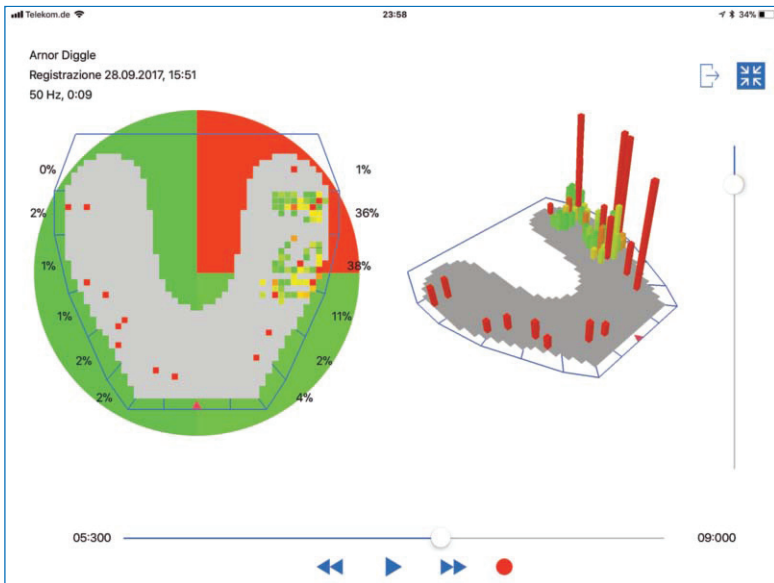 Telekom.de 23:58 34%
Arnor Diggle
Registrazione 28.09.2017, 15:51
50 Hz, 0:09
0% 1%
2% 36%
1% 38%
1% 11%
2% 2%
2% 4%
05:300 09:000